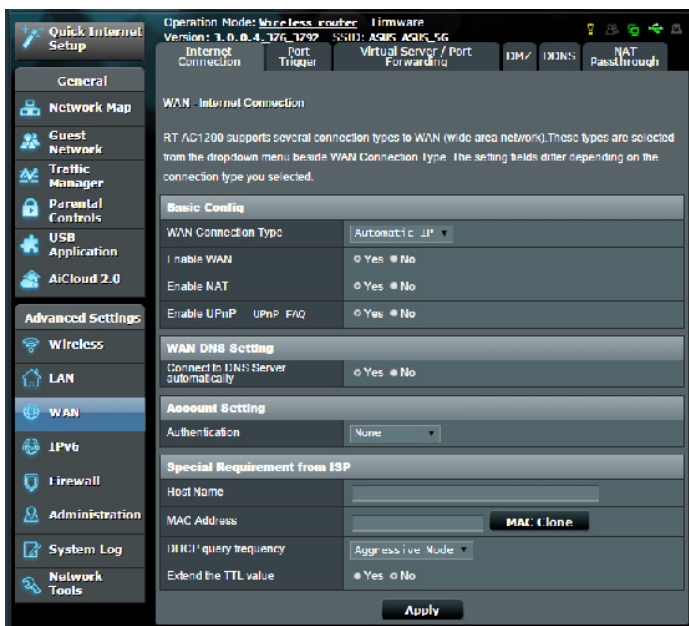 Quick Internet
Setup
Operation Mode: Wireless router Firmware
Version: 3.0.0.4.376_3792 SSID: ASUS ASUS_5G
Internet
Connection
Port
Trigger
Virtual Server / Port
Forwarding
DMZ
DDNS
NAT
Passthrough
General
Network Map
Guest
Network
Traffic
Manager
Parental
Controls
USB
Application
AiCloud 2.0
Advanced Settings
Wireless
LAN
WAN
IPv6
Firewall
Administration
System Log
Network
Tools
WAN - Internet Connection
RT AC1200 supports several connection types to WAN (wide area network).These types are selected
from the dropdown menu beside WAN Connection Type. The setting fields differ depending on the
connection type you selected.
Basic Config
WAN Connection Type Automatic IP
Enable WAN Yes No
Enable NAT Yes No
Enable UPnP UPnP FAQ Yes No
WAN DNS Setting
Connect to DNS Server
automatically Yes No
Account Setting
Authentication None
Special Requirement from ISP
Host Name
MAC Address MAC Clone
DHCP query frequency Aggressive Mode
Extend the TTL value Yes No
Apply